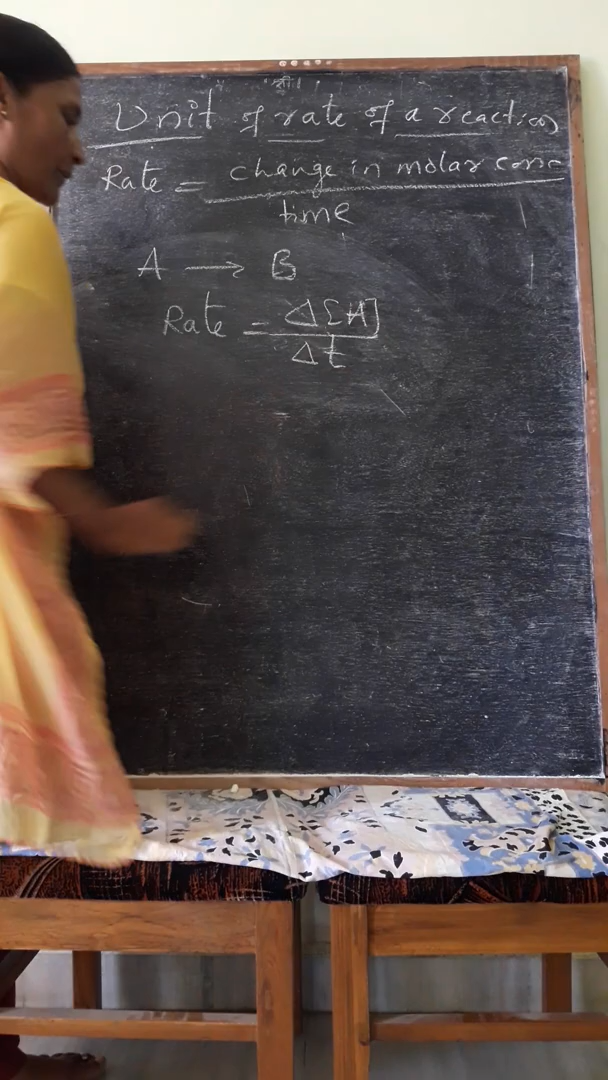 श्री
Unit of rate of a reaction
Rate = change in molar conc
time
A → B
Rate = Δ[A]
Δt